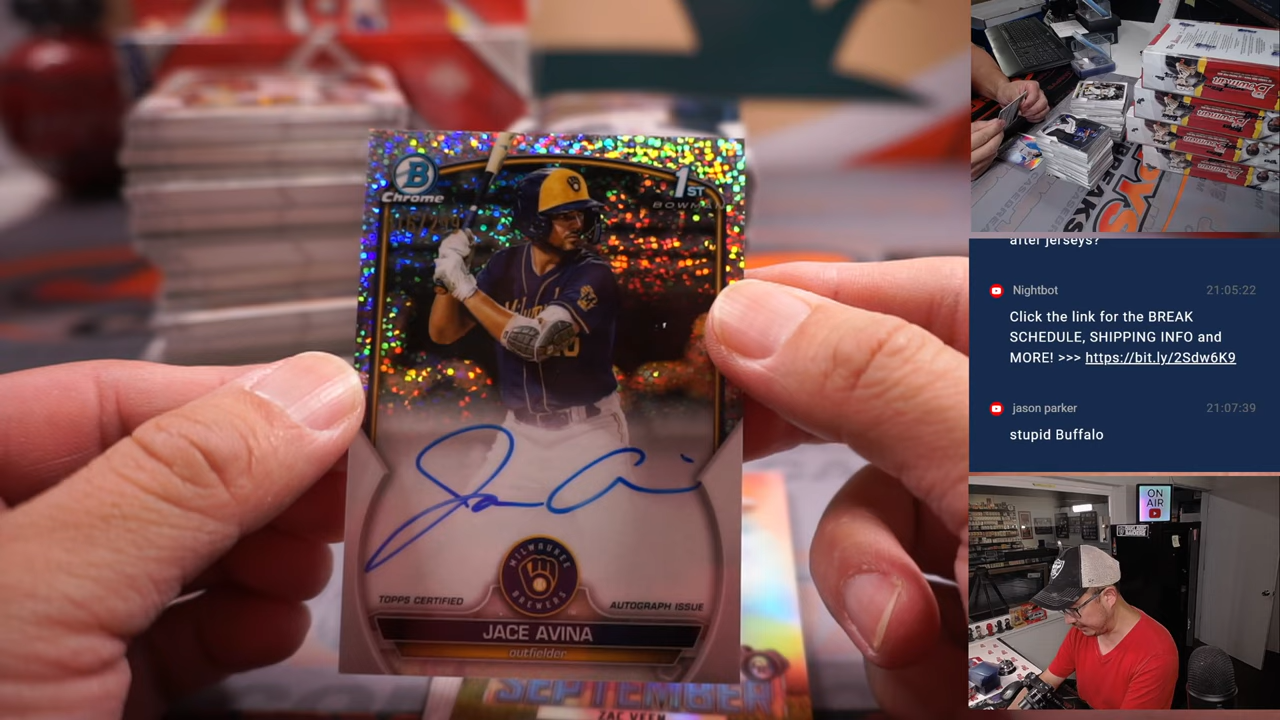 B
Chrome
1ST
BOWMAN
TOPPS CERTIFIED
AUTOGRAPH ISSUE
MILWAUKEE
BREWERS
JACE AVINA
outfielder
SEPTEMBER
ZAC VEEN
Bowman
BREAKS
after jerseys?
Nightbot
21:05:22
Click the link for the BREAK
SCHEDULE, SHIPPING INFO and
MORE! >>> https://bit.ly/2Sdw6K9
jason parker
21:07:39
stupid Buffalo
ON
AIR